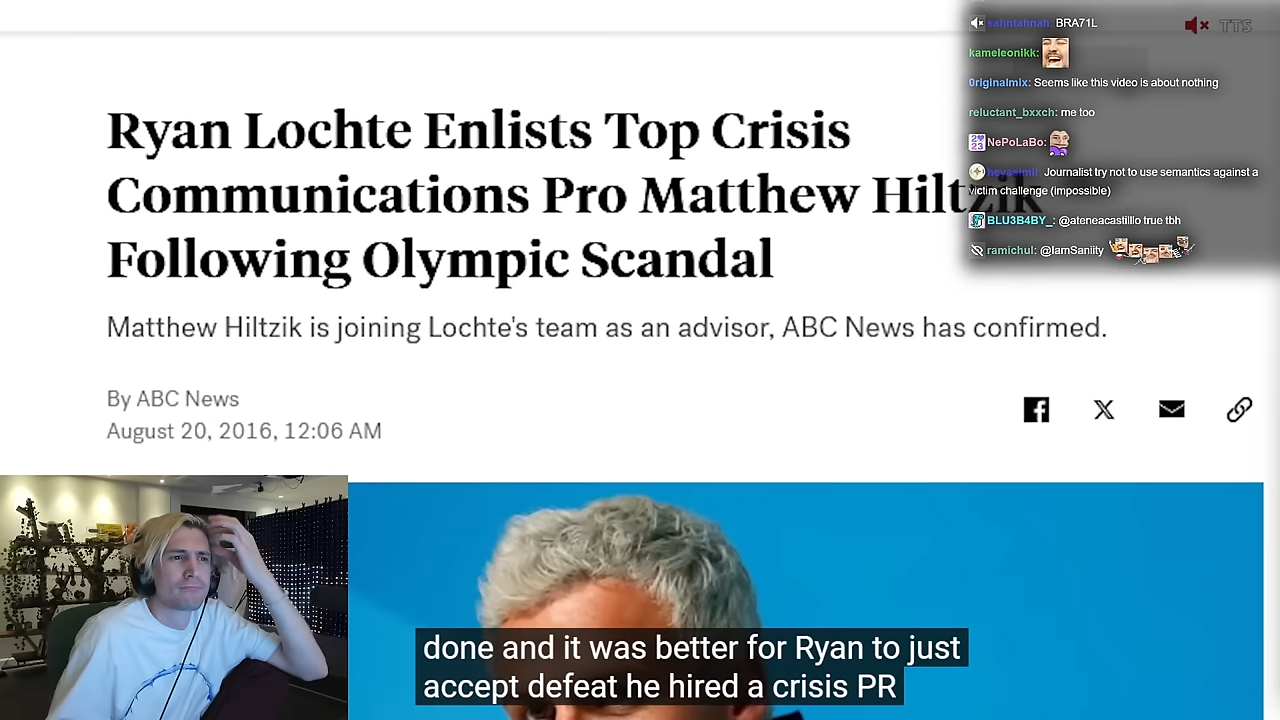 Ryan Lochte Enlists Top Crisis
Communications Pro Matthew Hiltzik
Following Olympic Scandal
Matthew Hiltzik is joining Lochte's team as an advisor, ABC News has confirmed.
By ABC News
August 20, 2016, 12:06 AM
TTS
sahntahnah: BRA71L
kameleonikk:
0riginalmix: Seems like this video is about nothing
reluctant_bxxch: me too
NePoLaBo:
Journalist try not to use semantics against a
victim challenge (impossible)
BLU3B4BY_: @ateneacastilllo true tbh
ramichul: @IamSaniity
done and it was better for Ryan to just
accept defeat he hired a crisis PR